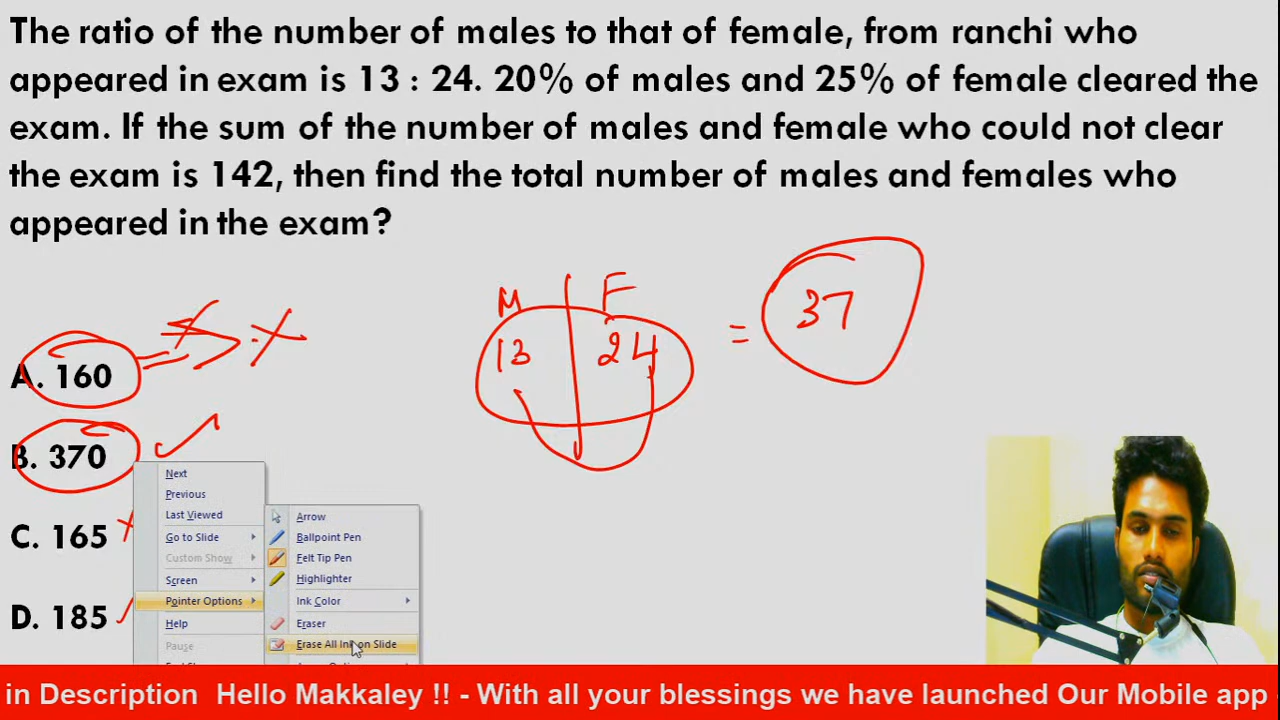 The ratio of the number of males to that of female, from ranchi who
appeared in exam is 13 : 24. 20% of males and 25% of female cleared the
exam. If the sum of the number of males and female who could not clear
the exam is 142, then find the total number of males and females who
appeared in the exam?
M F
13 24 = 37
A. 160
B. 370
C. 165
D. 185
Next
Previous
Last Viewed
Go to Slide
Custom Show
Screen
Pointer Options
Help
Pause
Arrow
Ballpoint Pen
Felt Tip Pen
Highlighter
Ink Color
Eraser
Erase All Ink on Slide
in Description Hello Makkaley !! - With all your blessings we have launched Our Mobile app